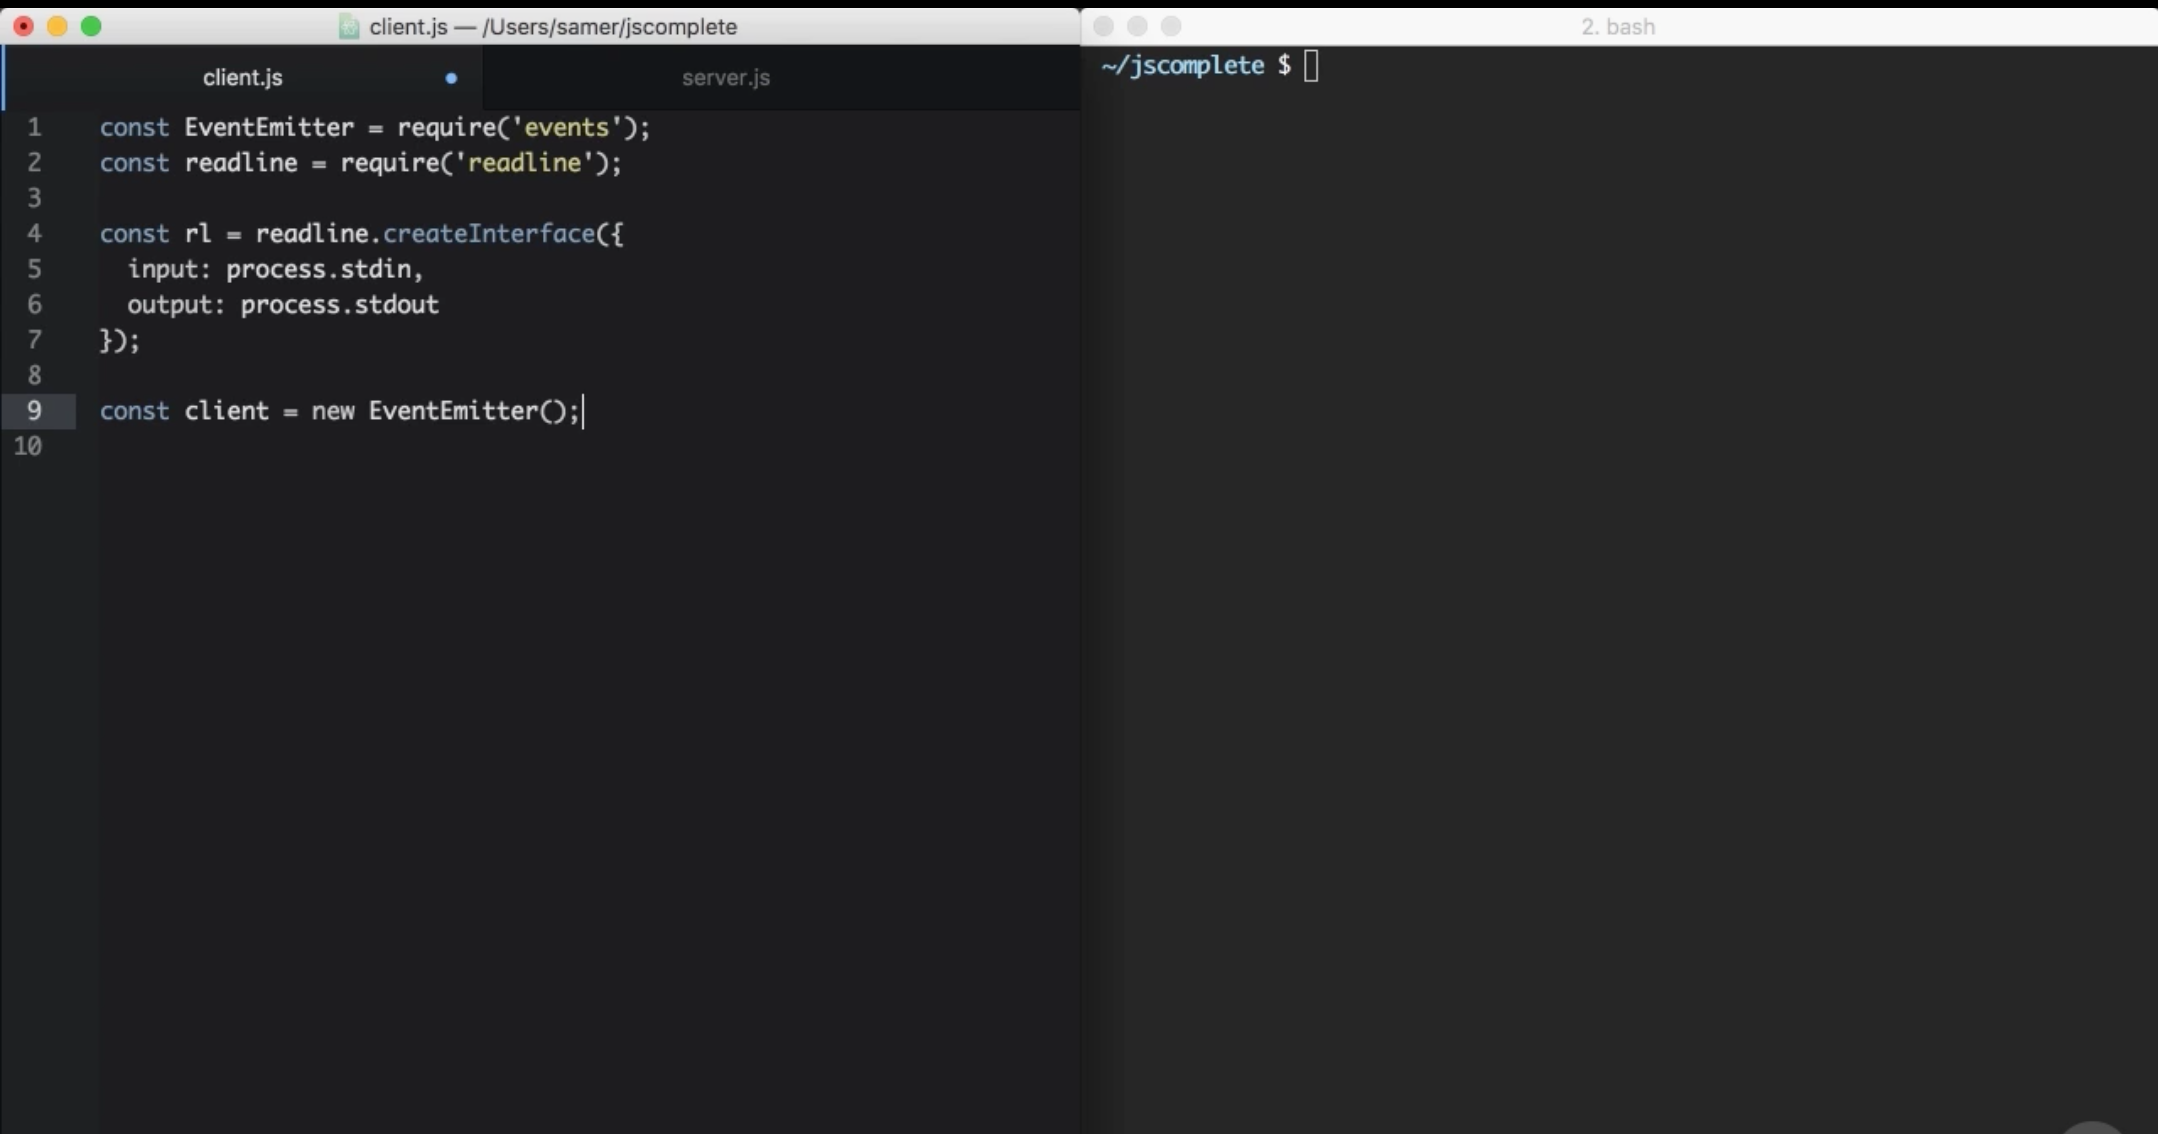 client.js — /Users/samer/jscomplete
client.js
server.js
1 const EventEmitter = require('events');
2 const readline = require('readline');
3
4 const rl = readline.createInterface({
5   input: process.stdin,
6   output: process.stdout
7 });
8
9 const client = new EventEmitter();
10
2. bash
~/jscomplete $